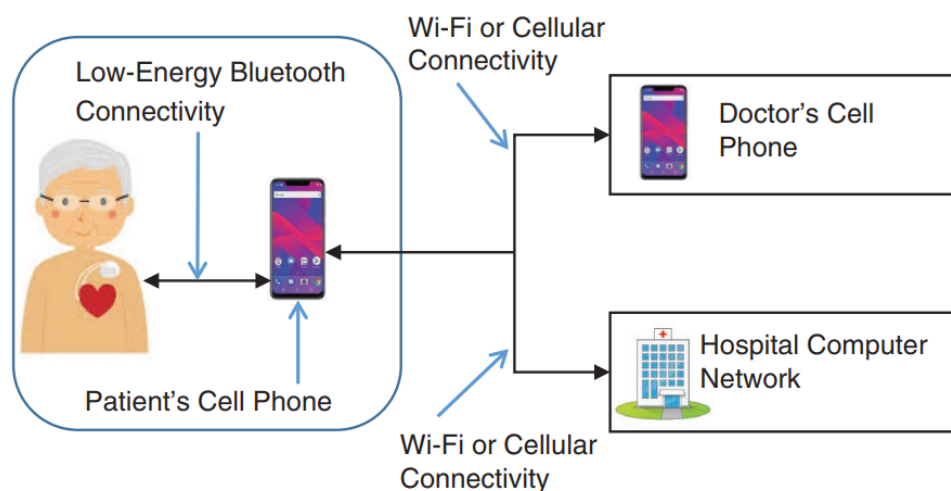 Low-Energy Bluetooth
Connectivity
Patient's Cell Phone
Wi-Fi or Cellular
Connectivity
Doctor's Cell
Phone
Hospital Computer
Network
Wi-Fi or Cellular
Connectivity